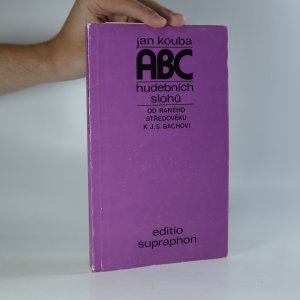 jan kouba
ABC
hudebních
slohů
OD RANÉHO
STŘEDOVĚKU
K J. S. BACHOVI
editio
supraphon